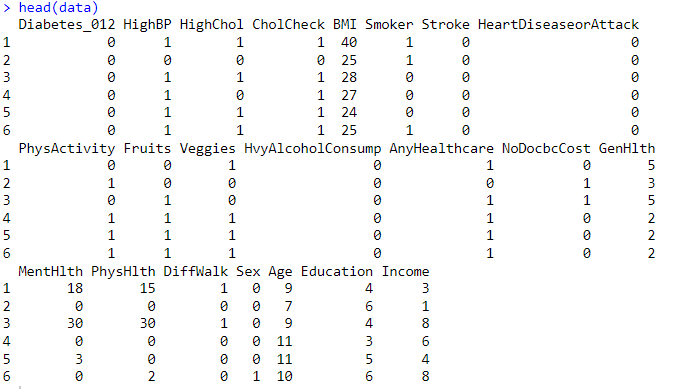 > head(data)
  Diabetes_012 HighBP HighChol CholCheck BMI Smoker Stroke HeartDiseaseorAttack
1            0      1        1         1  40      1      0                    0
2            0      0        0         0  25      1      0                    0
3            0      1        1         1  28      0      0                    0
4            0      1        0         1  27      0      0                    0
5            0      1        1         1  24      0      0                    0
6            0      1        1         1  25      1      0                    0
  PhysActivity Fruits Veggies HvyAlcoholConsump AnyHealthcare NoDocbcCost GenHlth
1            0      0       1                 0             1           0       5
2            1      0       0                 0             0           1       3
3            0      1       0                 0             1           1       5
4            1      1       1                 0             1           0       2
5            1      1       1                 0             1           0       2
6            1      1       1                 0             1           0       2
  MentHlth PhysHlth DiffWalk Sex Age Education Income
1       18       15        1   0   9         4      3
2        0        0        0   0   7         6      1
3       30       30        1   0   9         4      8
4        0        0        0   0  11         3      6
5        3        0        0   0  11         5      4
6        0        2        0   1  10         6      8